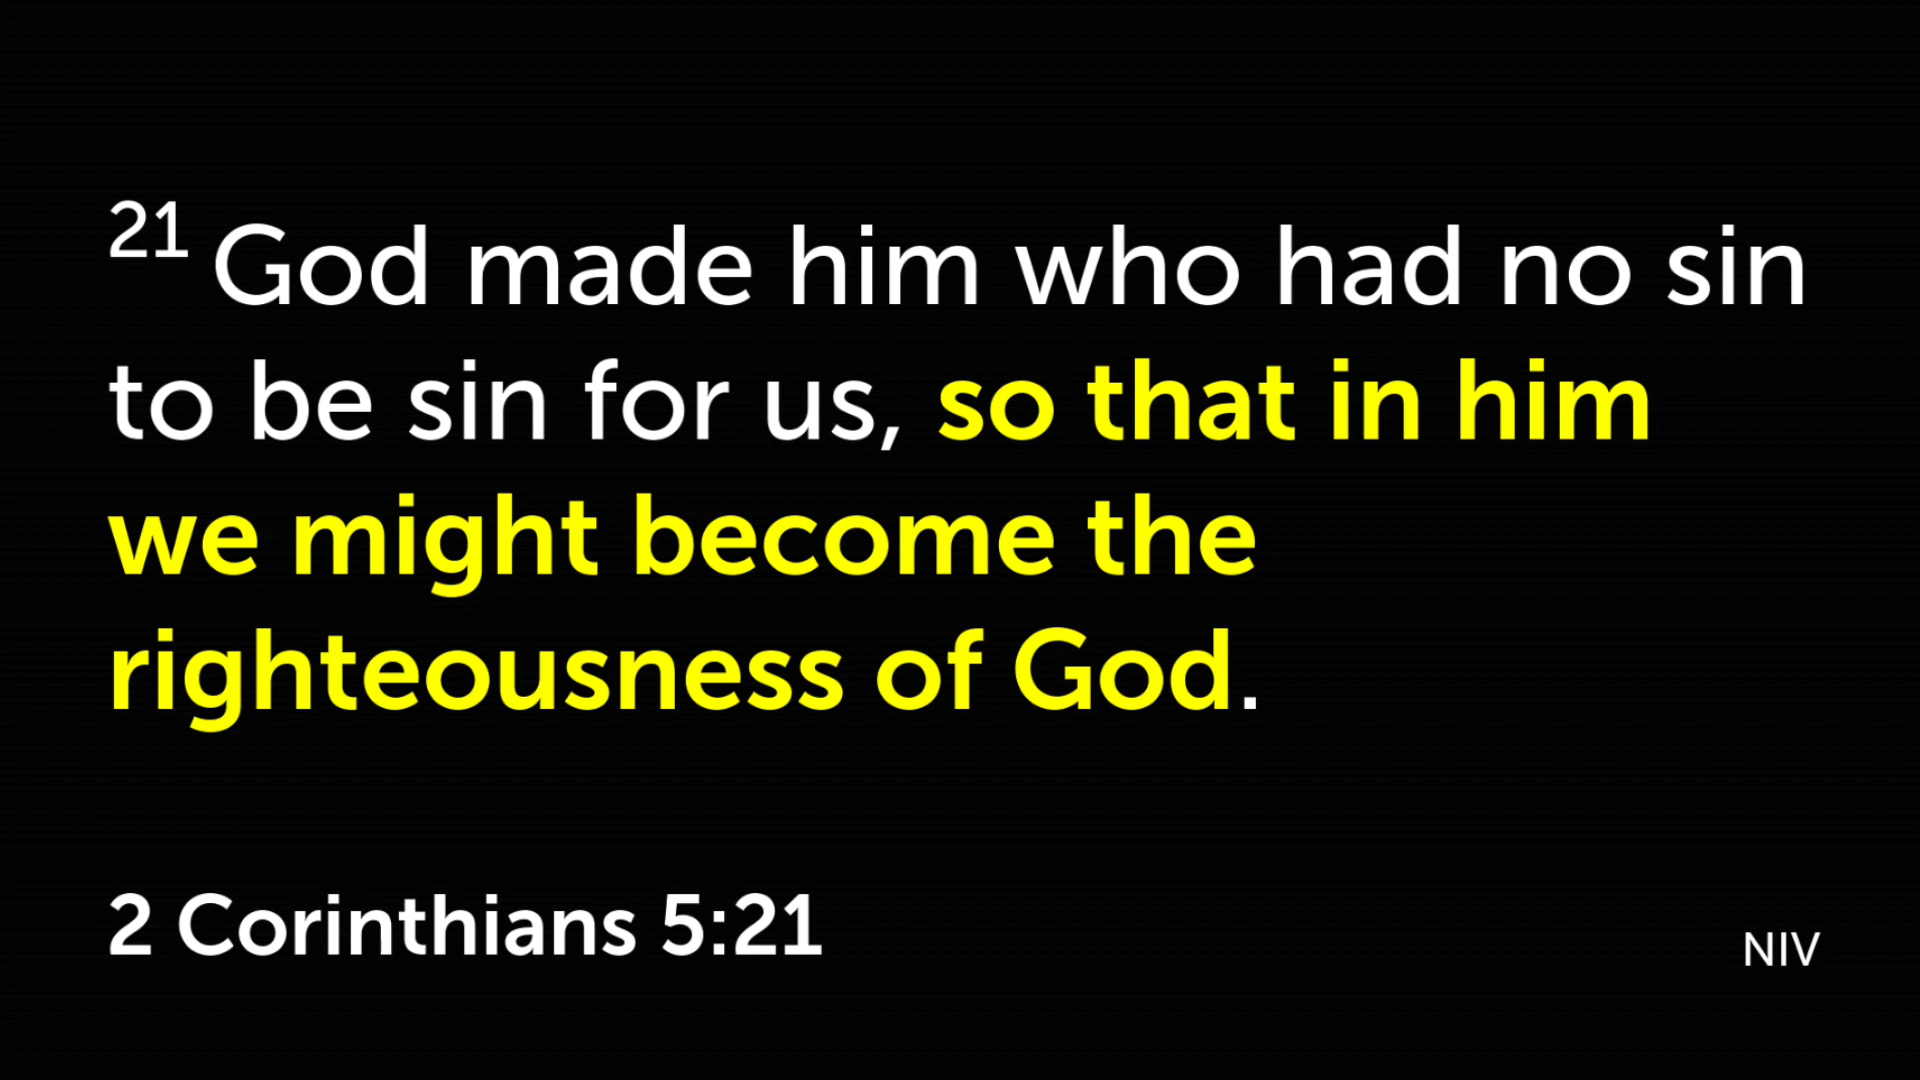 21 God made him who had no sin
to be sin for us, so that in him
we might become the
righteousness of God.
2 Corinthians 5:21
NIV